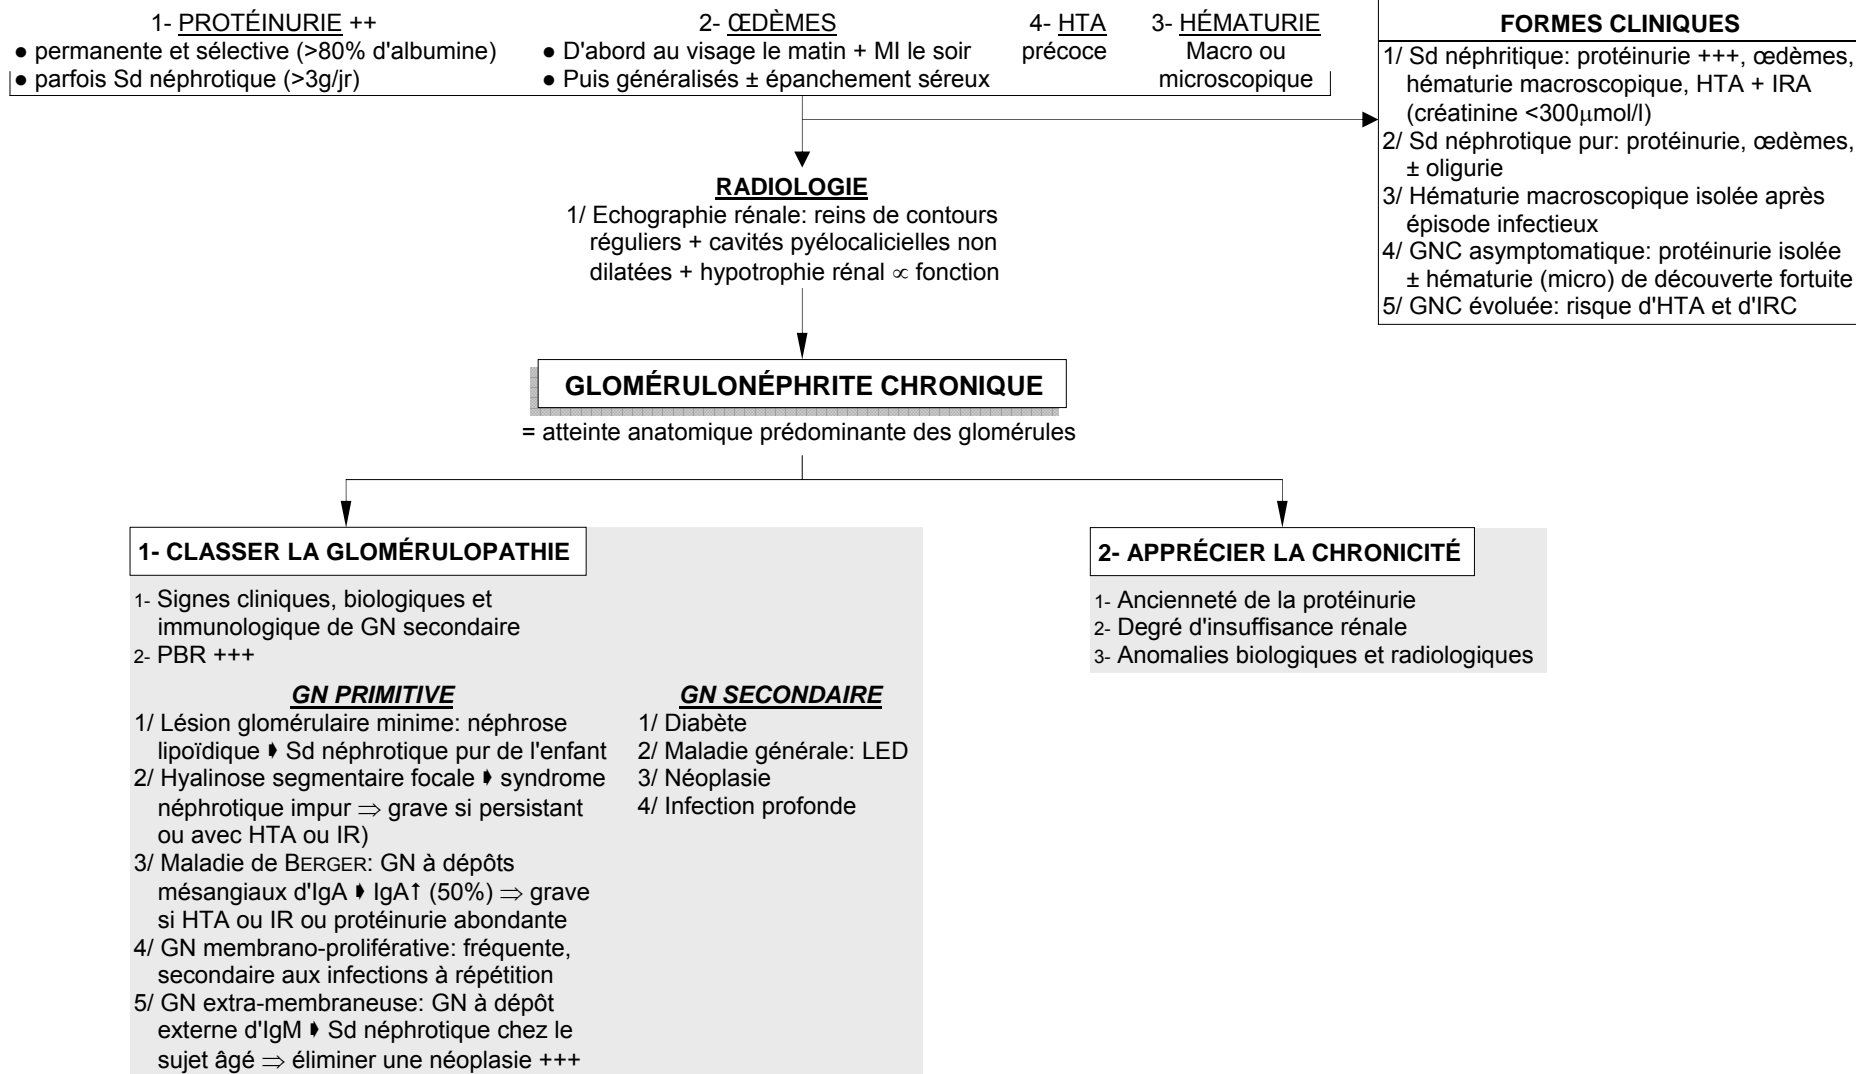 1- PROTÉINURIE ++
● permanente et sélective (>80% d'albumine)
● parfois Sd néphrotique (>3g/jr)
2- ŒDÈMES
● D'abord au visage le matin + MI le soir
● Puis généralisés ± épanchement séreux
4- HTA
précoce
3- HÉMATURIE
Macro ou
microscopique
FORMES CLINIQUES
1/ Sd néphritique: protéinurie +++, œdèmes,
hématurie macroscopique, HTA + IRA
(créatinine <300µmol/l)
2/ Sd néphrotique pur: protéinurie, œdèmes,
± oligurie
3/ Hématurie macroscopique isolée après
épisode infectieux
4/ GNC asymptomatique: protéinurie isolée
± hématurie (micro) de découverte fortuite
5/ GNC évoluée: risque d'HTA et d'IRC
RADIOLOGIE
1/ Echographie rénale: reins de contours
réguliers + cavités pyélocalicielles non
dilatées + hypotrophie rénal ∝ fonction
GLOMÉRULONÉPHRITE CHRONIQUE
= atteinte anatomique prédominante des glomérules
1- CLASSER LA GLOMÉRULOPATHIE
1- Signes cliniques, biologiques et
immunologique de GN secondaire
2- PBR +++
GN PRIMITIVE
1/ Lésion glomérulaire minime: néphrose
lipoïdique ➧ Sd néphrotique pur de l'enfant
2/ Hyalinose segmentaire focale ➧ syndrome
néphrotique impur ⇒ grave si persistant
ou avec HTA ou IR)
3/ Maladie de BERGER: GN à dépôts
mésangiaux d'IgA ➧ IgA↑ (50%) ⇒ grave
si HTA ou IR ou protéinurie abondante
4/ GN membrano-proliférative: fréquente,
secondaire aux infections à répétition
5/ GN extra-membraneuse: GN à dépôt
externe d'IgM ➧ Sd néphrotique chez le
sujet âgé ⇒ éliminer une néoplasie +++
GN SECONDAIRE
1/ Diabète
2/ Maladie générale: LED
3/ Néoplasie
4/ Infection profonde
2- APPRÉCIER LA CHRONICITÉ
1- Ancienneté de la protéinurie
2- Degré d'insuffisance rénale
3- Anomalies biologiques et radiologiques